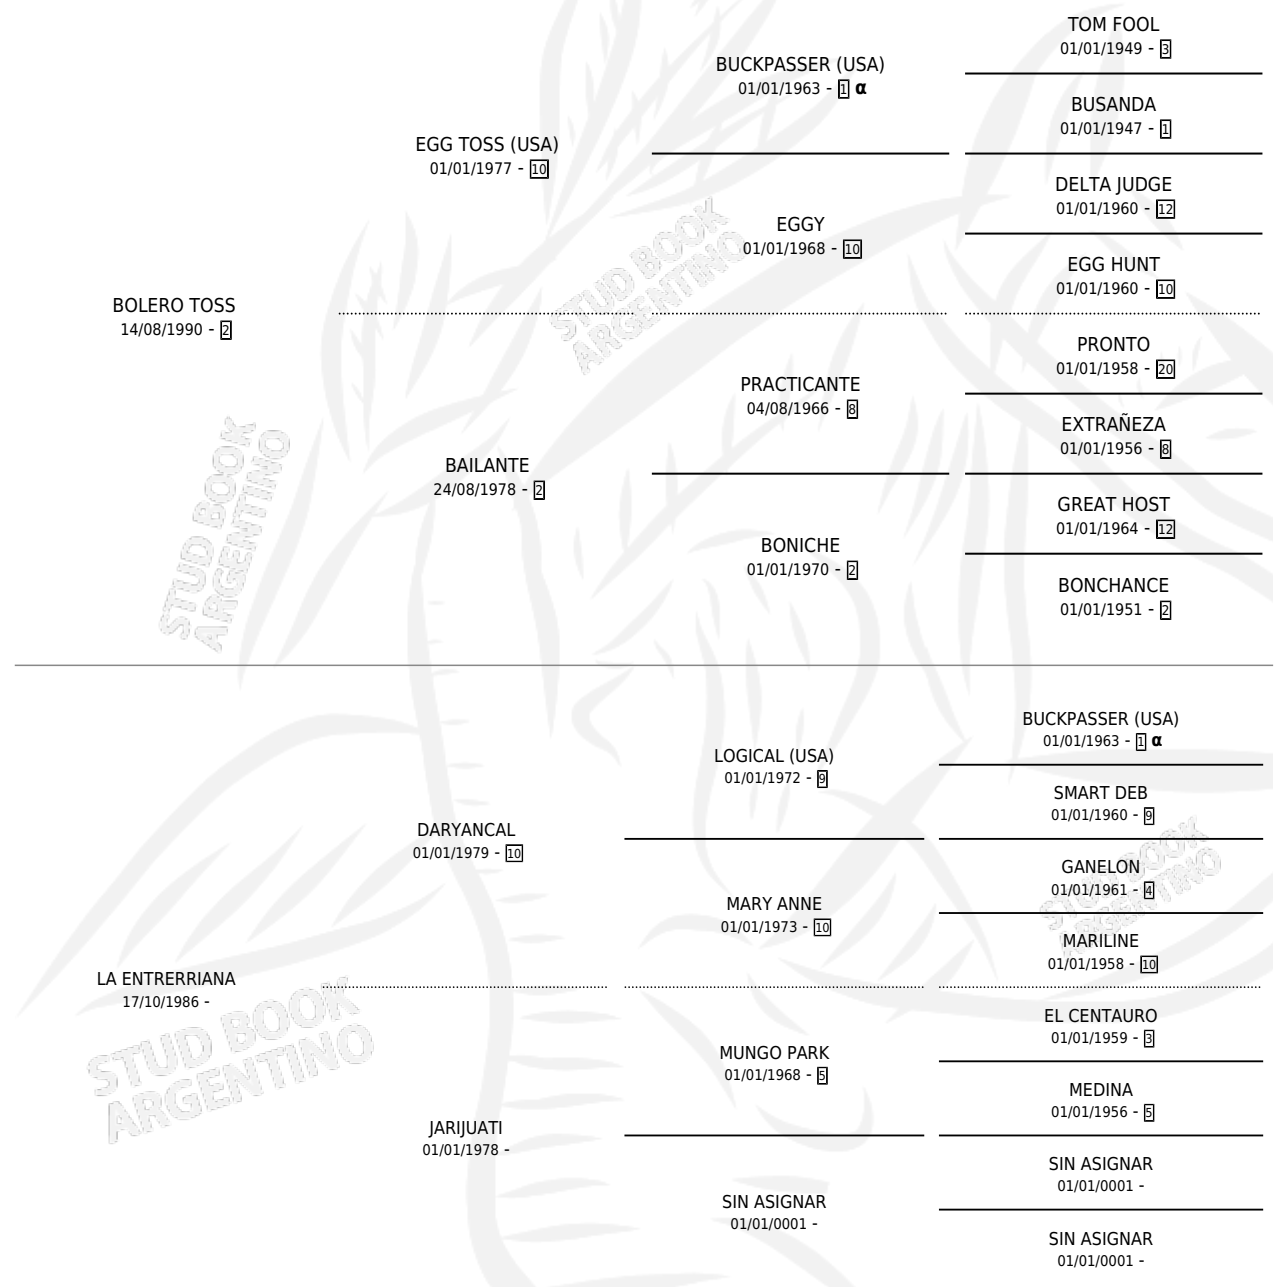 TOM FOOL
01/01/1949 - 3
BUCKPASSER (USA)
01/01/1963 - 1 α
BUSANDA
01/01/1947 - 1
EGG TOSS (USA)
01/01/1977 - 10
DELTA JUDGE
01/01/1960 - 12
EGGY
01/01/1968 - 10
EGG HUNT
01/01/1960 - 10
BOLERO TOSS
14/08/1990 - 2
PRONTO
01/01/1958 - 20
PRACTICANTE
04/08/1966 - 8
EXTRAÑEZA
01/01/1956 - 8
BAILANTE
24/08/1978 - 2
GREAT HOST
01/01/1964 - 12
BONICHE
01/01/1970 - 2
BONCHANCE
01/01/1951 - 2
STUD BOOK
ARGENTINO
STUD BOOK
ARGENTINO
BUCKPASSER (USA)
01/01/1963 - 1 α
LOGICAL (USA)
01/01/1972 - 9
SMART DEB
01/01/1960 - 9
DARYANCAL
01/01/1979 - 10
GANELON
01/01/1961 - 4
MARY ANNE
01/01/1973 - 10
MARILINE
01/01/1958 - 10
LA ENTRERRIANA
17/10/1986 -
EL CENTAURO
01/01/1959 - 3
MUNGO PARK
01/01/1968 - 5
MEDINA
01/01/1956 - 5
JARIJUATI
01/01/1978 -
SIN ASIGNAR
01/01/0001 -
SIN ASIGNAR
01/01/0001 -
SIN ASIGNAR
01/01/0001 -
STUD BOOK
ARGENTINO
STUD BOOK
ARGENTINO